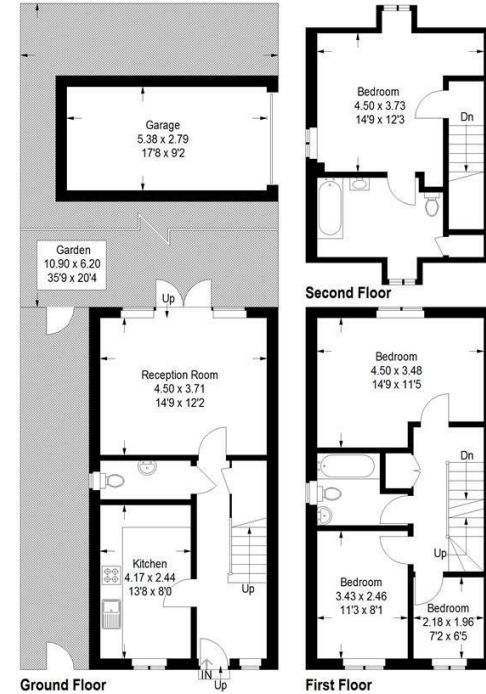 Garage
5.38 x 2.79
17'8 x 9'2
Garden
10.90 x 6.20
35'9 x 20'4
Up
Reception Room
4.50 x 3.71
14'9 x 12'2
Kitchen
4.17 x 2.44
13'8 x 8'0
Up
IN
Up
Ground Floor
Bedroom
4.50 x 3.73
14'9 x 12'3
Dn
Second Floor
Bedroom
4.50 x 3.48
14'9 x 11'5
Dn
Up
Bedroom
3.43 x 2.46
11'3 x 8'1
Bedroom
2.18 x 1.96
7'2 x 6'5
First Floor